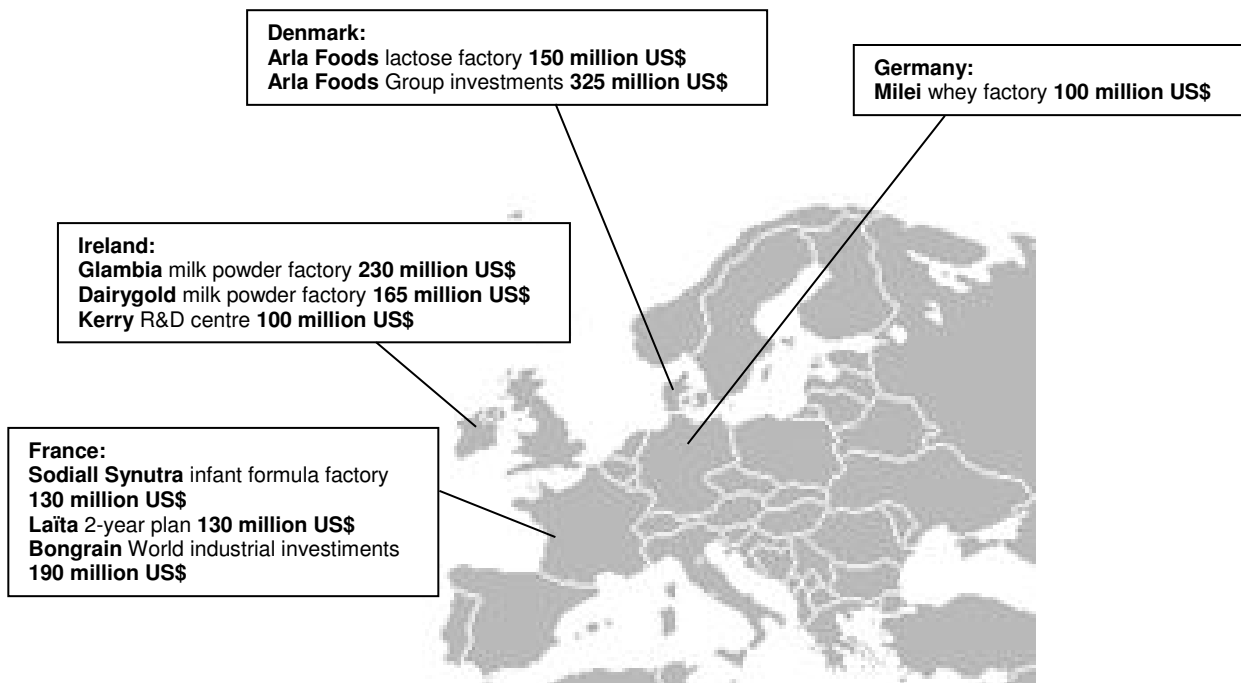 Denmark:
Arla Foods lactose factory 150 million US$
Arla Foods Group investments 325 million US$
Germany:
Milei whey factory 100 million US$
Ireland:
Glambia milk powder factory 230 million US$
Dairygold milk powder factory 165 million US$
Kerry R&D centre 100 million US$
France:
Sodiall Synutra infant formula factory
130 million US$
Laïta 2-year plan 130 million US$
Bongrain World industrial investiments
190 million US$